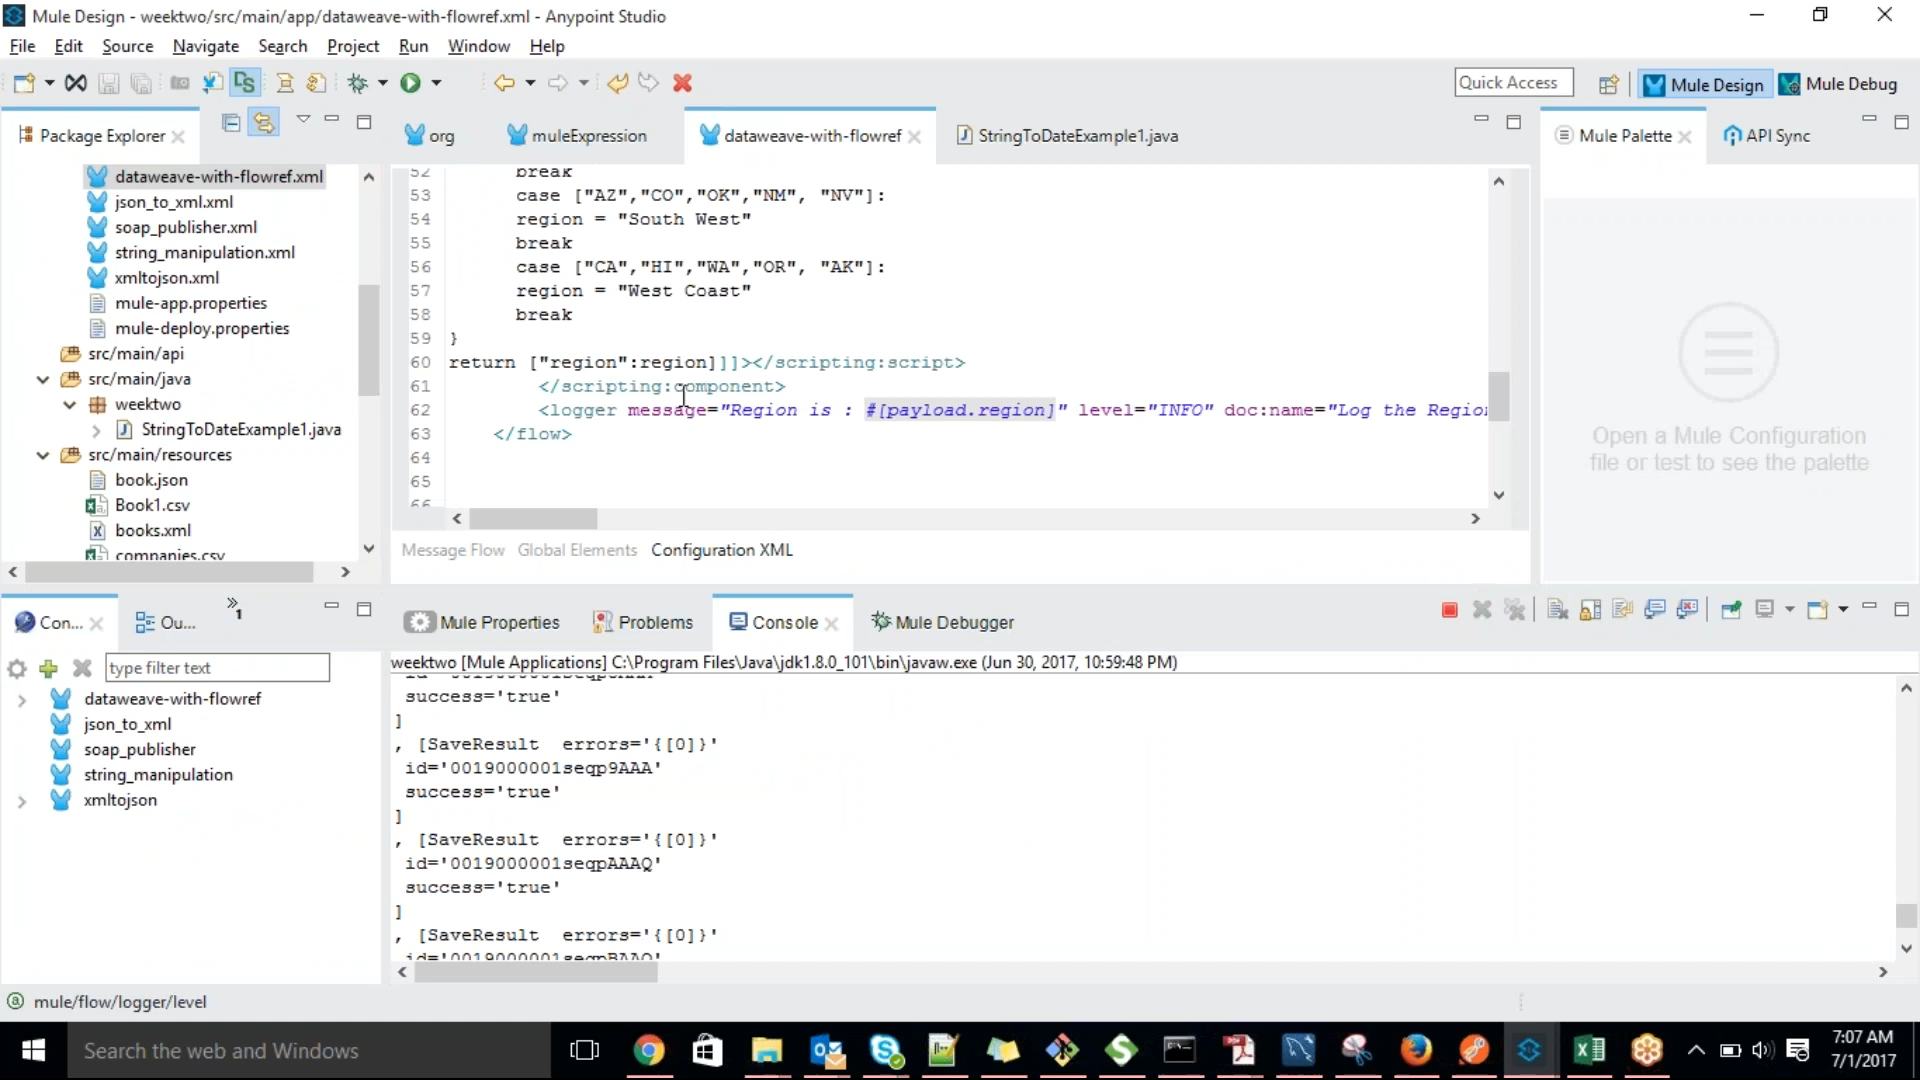 Mule Design - weektwo/src/main/app/dataweave-with-flowref.xml - Anypoint Studio
File Edit Source Navigate Search Project Run Window Help
Quick Access Mule Design Mule Debug
Package Explorer
org muleExpression dataweave-with-flowref StringToDateExample1.java
Mule Palette API Sync
dataweave-with-flowref.xml
json_to_xml.xml
soap_publisher.xml
string_manipulation.xml
xmltojson.xml
mule-app.properties
mule-deploy.properties
src/main/api
src/main/java
weektwo
StringToDateExample1.java
src/main/resources
book.json
Book1.csv
books.xml
companies.csv
52 break
53 case ["AZ","CO","OK","NM", "NV"]:
54 region = "South West"
55 break
56 case ["CA","HI","WA","OR", "AK"]:
57 region = "West Coast"
58 break
59 }
60 return ["region":region]]]></scripting:script>
61 </scripting:component>
62 <logger message="Region is : #[payload.region]" level="INFO" doc:name="Log the Region
63 </flow>
64
65
66
Message Flow Global Elements Configuration XML
Open a Mule Configuration
file or test to see the palette
Con... Ou... 1
type filter text
dataweave-with-flowref
json_to_xml
soap_publisher
string_manipulation
xmltojson
Mule Properties Problems Console Mule Debugger
weektwo [Mule Applications] C:\Program Files\Java\jdk1.8.0_101\bin\javaw.exe (Jun 30, 2017, 10:59:48 PM)
success='true'
]
, [SaveResult errors='{[0]}'
id='0019000001seqp9AAA'
success='true'
]
, [SaveResult errors='{[0]}'
id='0019000001seqpAAAQ'
success='true'
]
, [SaveResult errors='{[0]}'
id='0019000001seqpBAAQ'
mule/flow/logger/level
Search the web and Windows
7:07 AM
7/1/2017